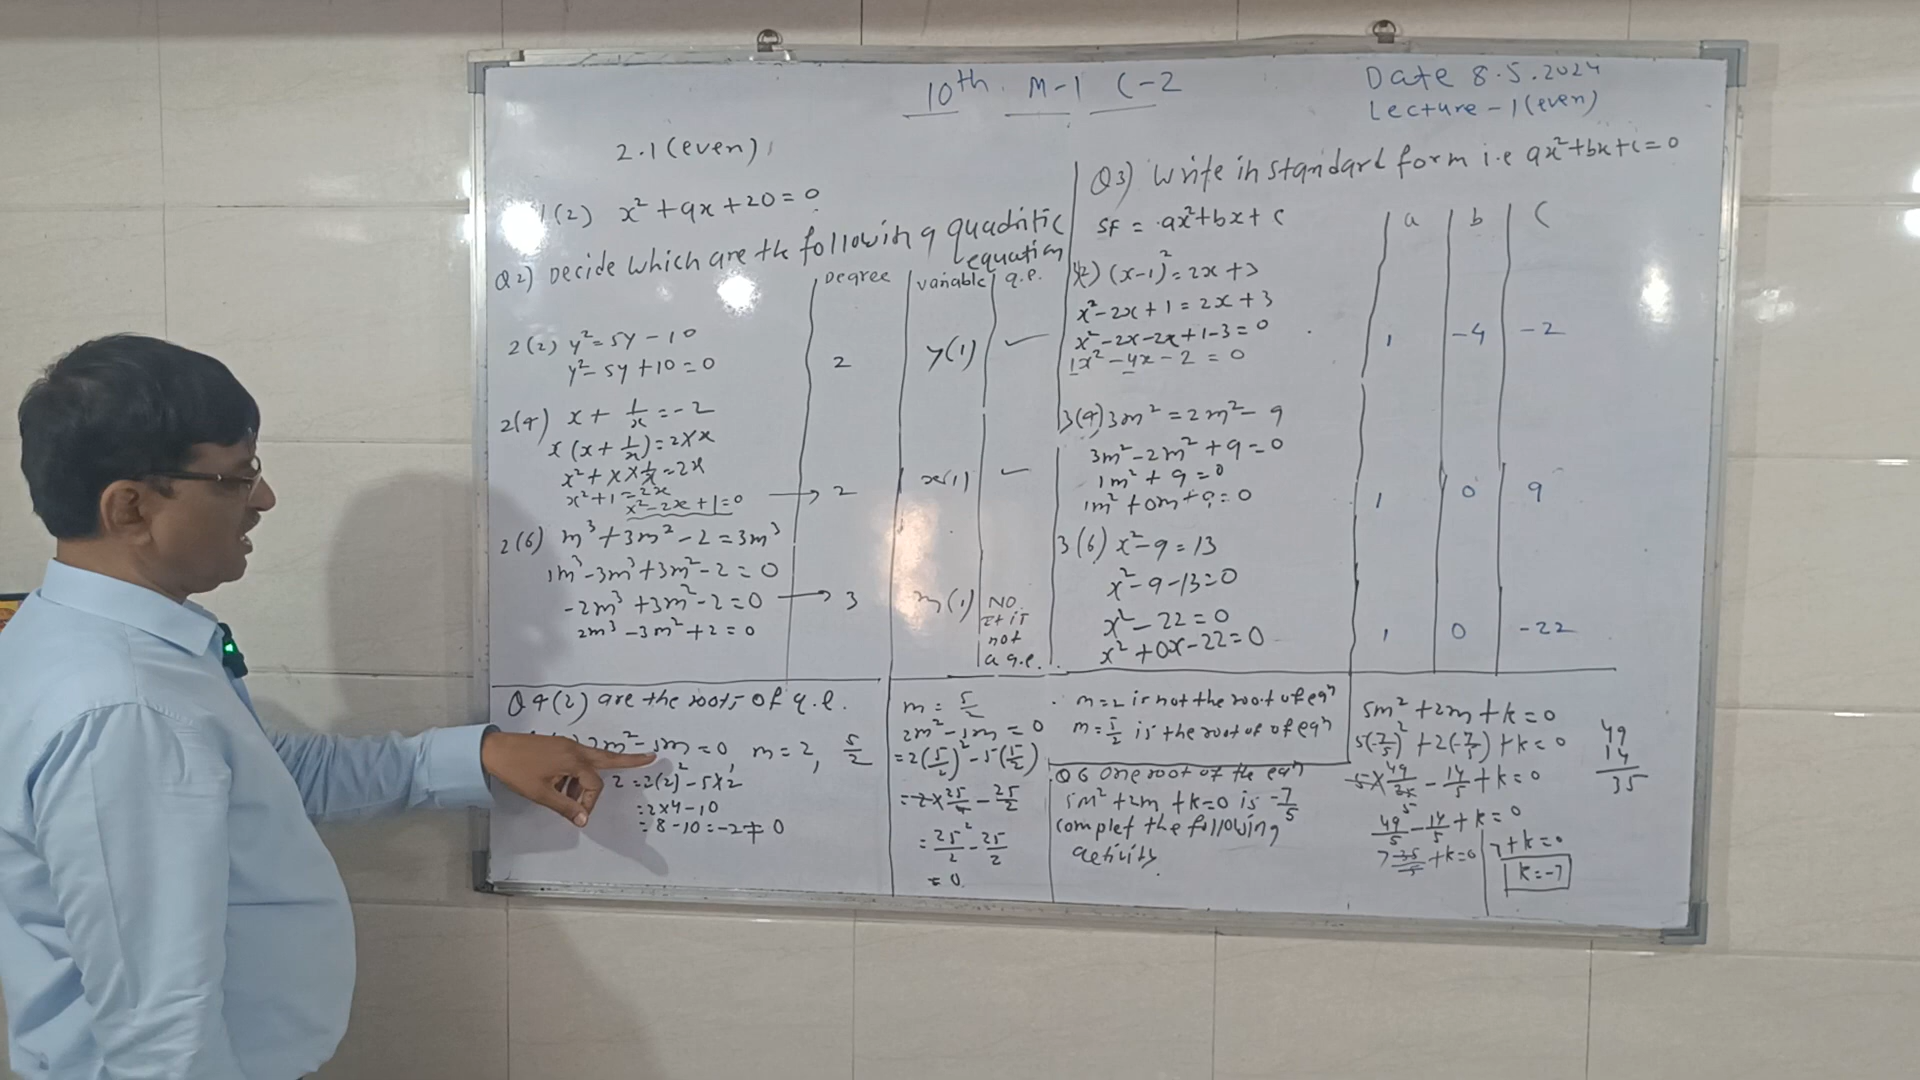 10th M-1 C-2
Date 8.5.2024
Lecture - 1 (even)
2.1 (even)
1(2) x² + 9x + 20 = 0
Q2) Decide which are the following quadritic
equation
Degree | variable | q.e.
2(2) y² = 5y - 10
y² - 5y + 10 = 0
2 | y(1) | ✓
2(4) x + 1/x = -2
x(x + 1/x) = 2×x
x² + x × 1/x = 2x
x² + 1 = 2x
x² - 2x + 1 = 0 → 2 | x(1) | ✓
2(6) m³ + 3m² - 2 = 3m³
1m³ - 3m³ + 3m² - 2 = 0
-2m³ + 3m² - 2 = 0 → 3 | m(1) | NO
2m³ - 3m² + 2 = 0
it is
not
a q.e.
Q3) Write in standard form i.e ax² + bx + c = 0
SF = ax² + bx + c
a | b | C
(x-1)² = 2x + 3
x² - 2x + 1 = 2x + 3
x² - 2x - 2x + 1 - 3 = 0
1x² - 4x - 2 = 0
1 | -4 | -2
3(4) 3m² = 2m² - 9
3m² - 2m² + 9 = 0
1m² + 9 = 0
1m² + 0m + 9 = 0
1 | 0 | 9
3(6) x² - 9 = 13
x² - 9 - 13 = 0
x² - 22 = 0
x² + 0x - 22 = 0
1 | 0 | -22
Q4(2) are the roots of q.e.
2m² - 5m = 0, m = 2, 5/2
2 = 2(2)² - 5×2
= 2×4 - 10
= 8 - 10 = -2 ≠ 0
m = 5/2
2m² - 5m = 0
= 2(5/2)² - 5(5/2)
= 2 × 25/4 - 25/2
= 25/2 - 25/2
= 0
m = 2 is not the root of eqn
m = 5/2 is the root of of eqn
Q6 one root of the eqn
5m² + 2m + k = 0 is -7/5
complet the following
activity.
5m² + 2m + k = 0
5(-7/5)² + 2(-7/5) + k = 0
5 × 49/25 - 14/5 + k = 0
49/5 - 14/5 + k = 0
7 35/5 + k = 0
7 + k = 0
k = -7
49
14
35